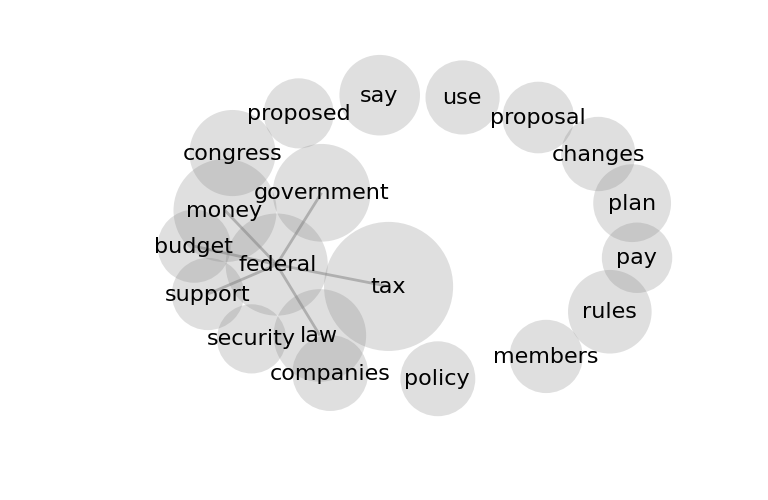 say
use
proposed
proposal
congress
changes
government
plan
money
budget
pay
federal
tax
support
rules
law
security
members
companies
policy